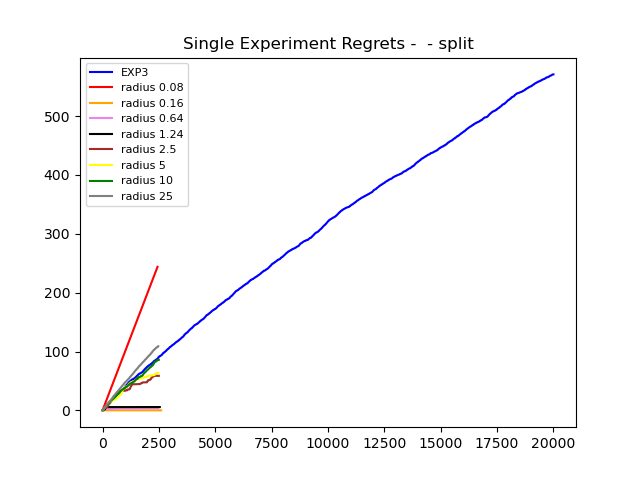 Single Experiment Regrets -  - split
EXP3
radius 0.08
radius 0.16
radius 0.64
radius 1.24
radius 2.5
radius 5
radius 10
radius 25
500
400
300
200
100
0
0 2500 5000 7500 10000 12500 15000 17500 20000